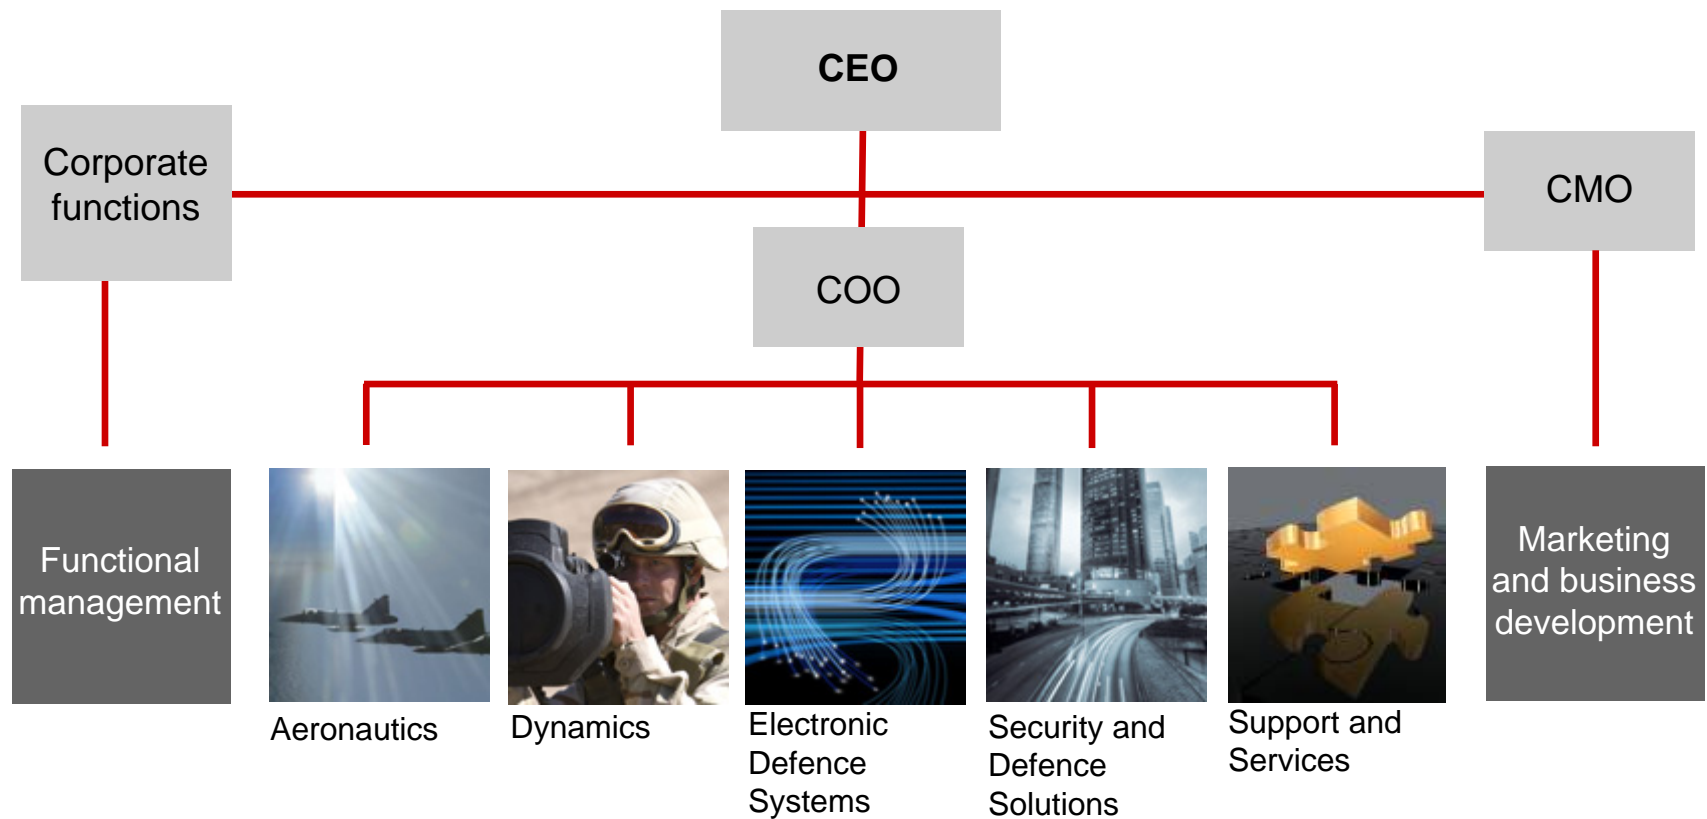 CEO
Corporate
functions
CMO
COO
Functional
management
Marketing
and business
development
Aeronautics
Dynamics
Electronic
Defence
Systems
Security and
Defence
Solutions
Support and
Services